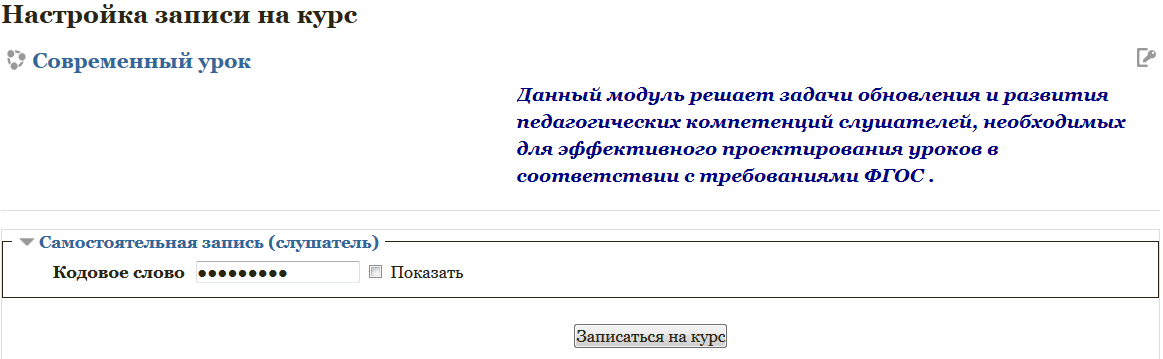 Настройка записи на курс
Современный урок
Данный модуль решает задачи обновления и развития
педагогических компетенций слушателей, необходимых
для эффективного проектирования уроков в
соответствии с требованиями ФГОС .
Самостоятельная запись (слушатель)
Кодовое слово ●●●●●●●●● Показать
Записаться на курс